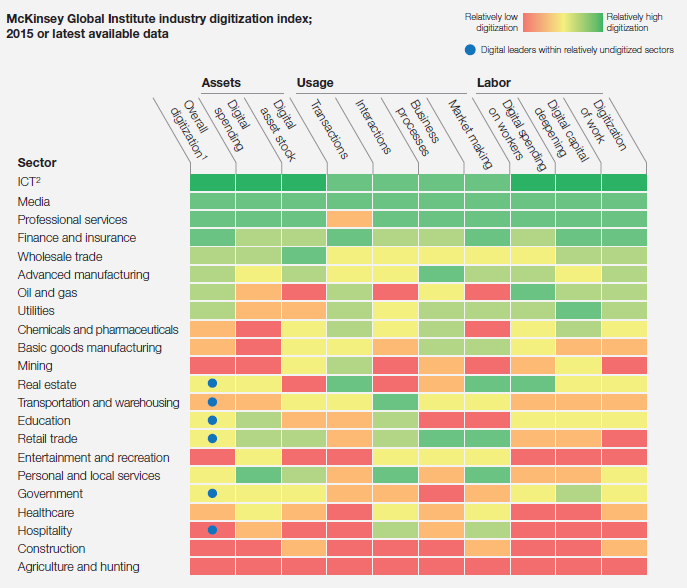 McKinsey Global Institute industry digitization index;
2015 or latest available data
Relatively low
digitization
Relatively high
digitization
Digital leaders within relatively undigitized sectors
Assets
Usage
Labor
Overall
digitization¹
Digital
spending
Digital
asset stock
Transactions
Interactions
Business
processes
Market making
Digital spending
on workers
Digital capital
deepening
Digitization
of work
Sector
ICT²
Media
Professional services
Finance and insurance
Wholesale trade
Advanced manufacturing
Oil and gas
Utilities
Chemicals and pharmaceuticals
Basic goods manufacturing
Mining
Real estate
Transportation and warehousing
Education
Retail trade
Entertainment and recreation
Personal and local services
Government
Healthcare
Hospitality
Construction
Agriculture and hunting